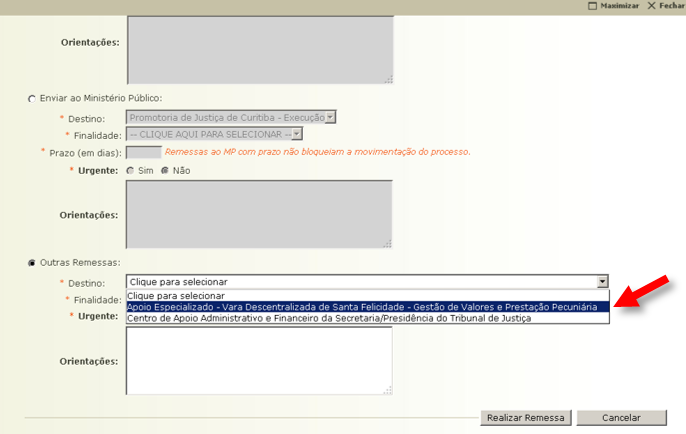 Maximizar Fechar
Orientações:
Enviar ao Ministério Público:
* Destino: Promotoria de Justiça de Curitiba - Execução
* Finalidade: -- CLIQUE AQUI PARA SELECIONAR --
* Prazo (em dias): Remessas ao MP com prazo não bloqueiam a movimentação do processo.
* Urgente: Sim Não
Orientações:
Outras Remessas:
* Destino: Clique para selecionar
Clique para selecionar
* Finalidade: Apoio Especializado - Vara Descentralizada de Santa Felicidade - Gestão de Valores e Prestação Pecuniária
* Urgente: Centro de Apoio Administrativo e Financeiro da Secretaria/Presidência do Tribunal de Justiça
Orientações:
Realizar Remessa Cancelar